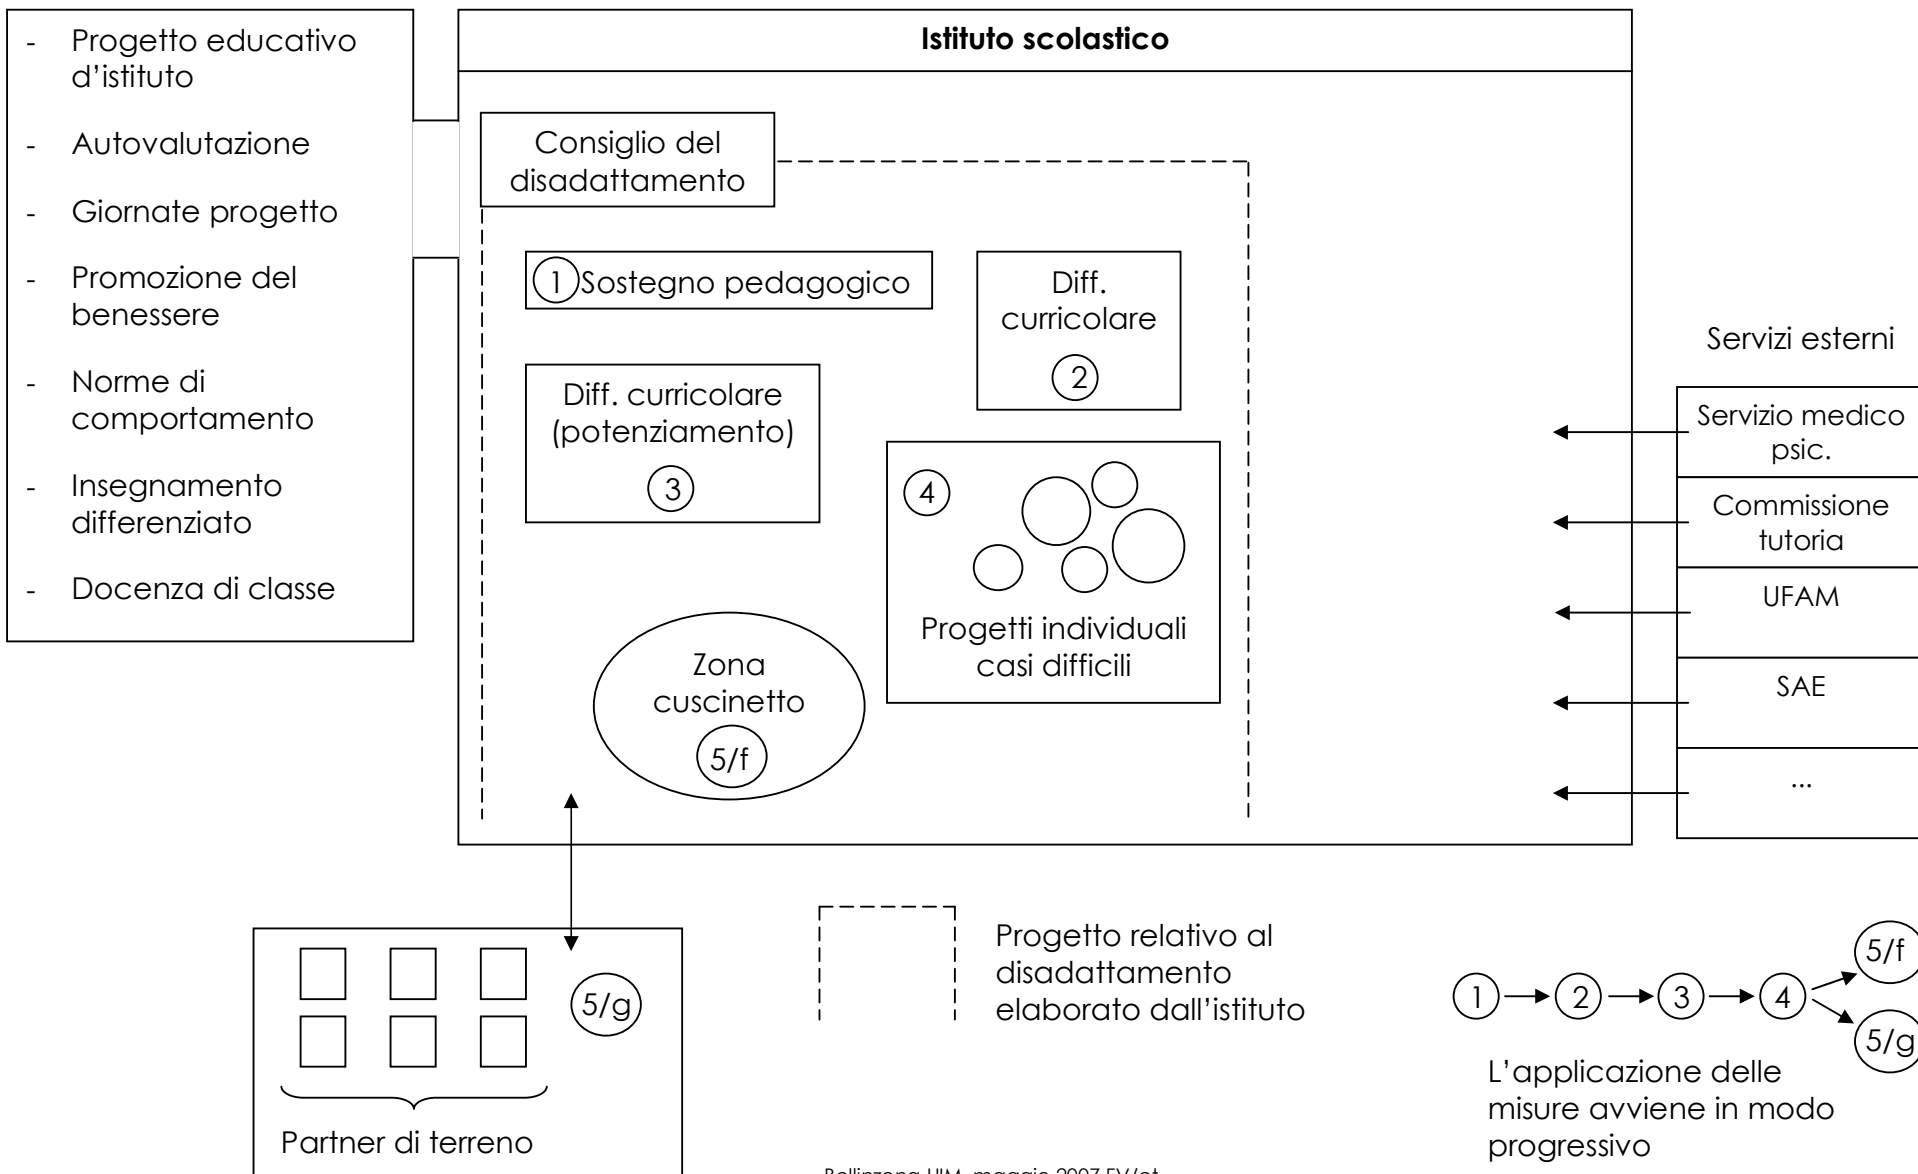 - Progetto educativo
d'istituto
- Autovalutazione
- Giornate progetto
- Promozione del
benessere
- Norme di
comportamento
- Insegnamento
differenziato
- Docenza di classe
Istituto scolastico
Consiglio del
disadattamento
1 Sostegno pedagogico
Diff.
curricolare
2
Diff. curricolare
(potenziamento)
3
4
Progetti individuali
casi difficili
Zona
cuscinetto
5/f
Servizi esterni
Servizio medico
psic.
Commissione
tutoria
UFAM
SAE
...
5/g
Partner di terreno
Progetto relativo al
disadattamento
elaborato dall'istituto
1 2 3 4
5/f
5/g
L'applicazione delle
misure avviene in modo
progressivo